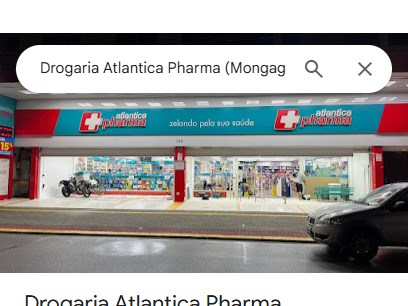 Drogaria Atlantica Pharma (Mongag
atlantica
pharma
zelando pela sua saúde
atlantica
pharma
15%
Drogaria Atlantica Pharma